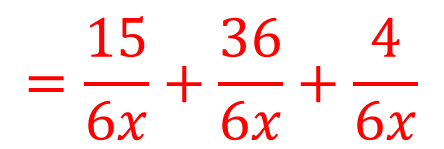 = 15/6x + 36/6x + 4/6x